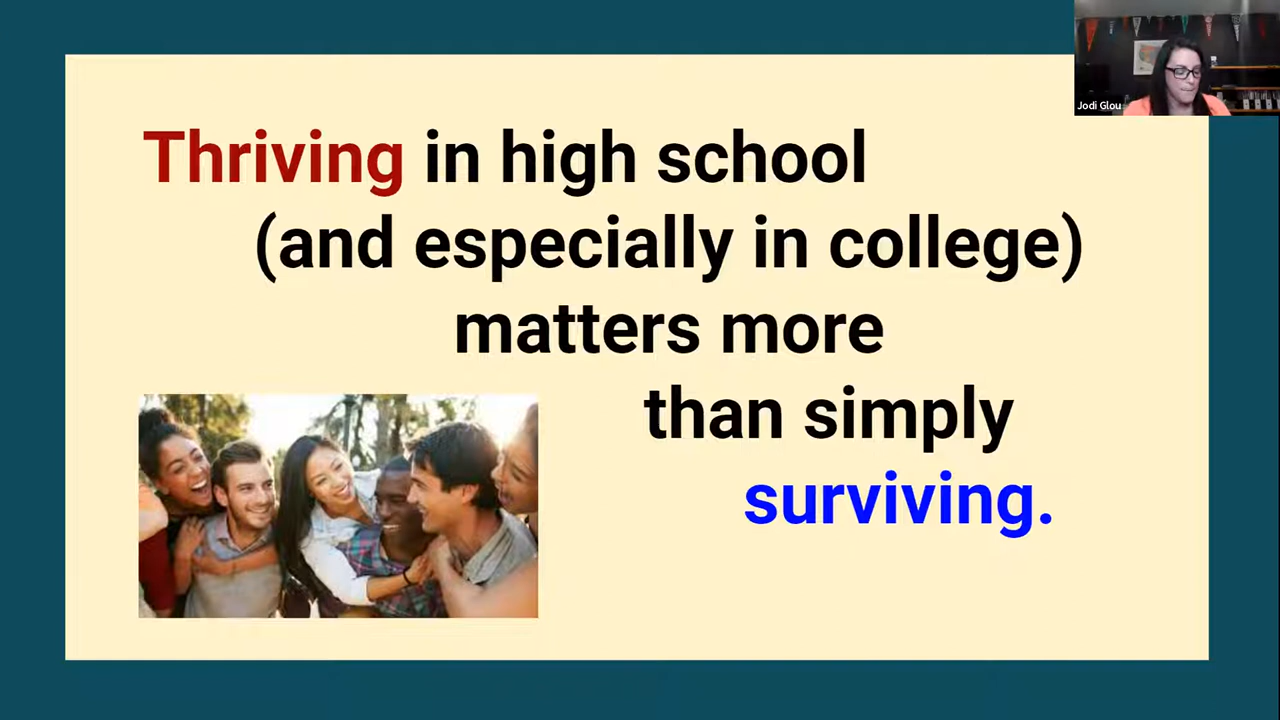 Jodi Glou
Thriving in high school
(and especially in college)
matters more
than simply
surviving.